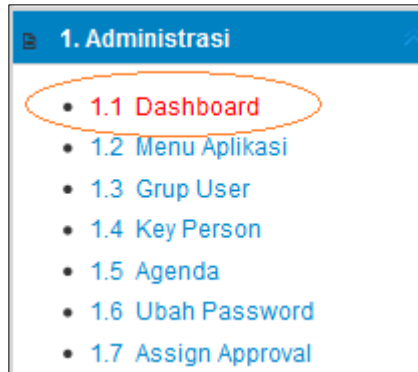 1. Administrasi
1.1 Dashboard
1.2 Menu Aplikasi
1.3 Grup User
1.4 Key Person
1.5 Agenda
1.6 Ubah Password
1.7 Assign Approval